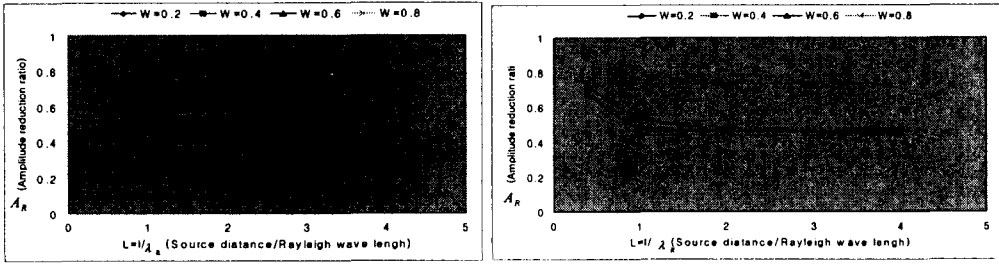 W=0.2 W=0.4 W=0.6 W=0.8
1
0.8
0.6
0.4
0.2
0
A_R (Amplitude reduction ratio)
0 1 2 3 4 5
L=l/λ_a (Source distance/Rayleigh wave lengh)
W=0.2 W=0.4 W=0.6 W=0.8
1
0.8
0.6
0.4
0.2
0
A_R (Amplitude reduction rati
0 1 2 3 4 5
L=l/ λ_R (Source distance/Rayleigh wave lengh)